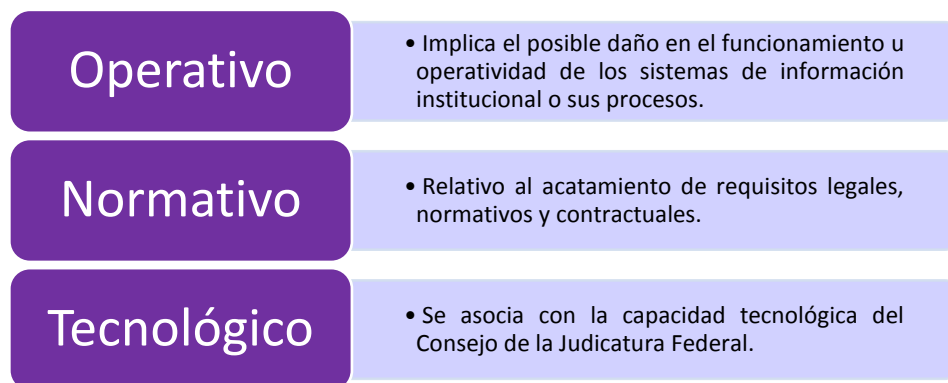 Operativo
• Implica el posible daño en el funcionamiento u
operatividad de los sistemas de información
institucional o sus procesos.
Normativo
• Relativo al acatamiento de requisitos legales,
normativos y contractuales.
Tecnológico
• Se asocia con la capacidad tecnológica del
Consejo de la Judicatura Federal.